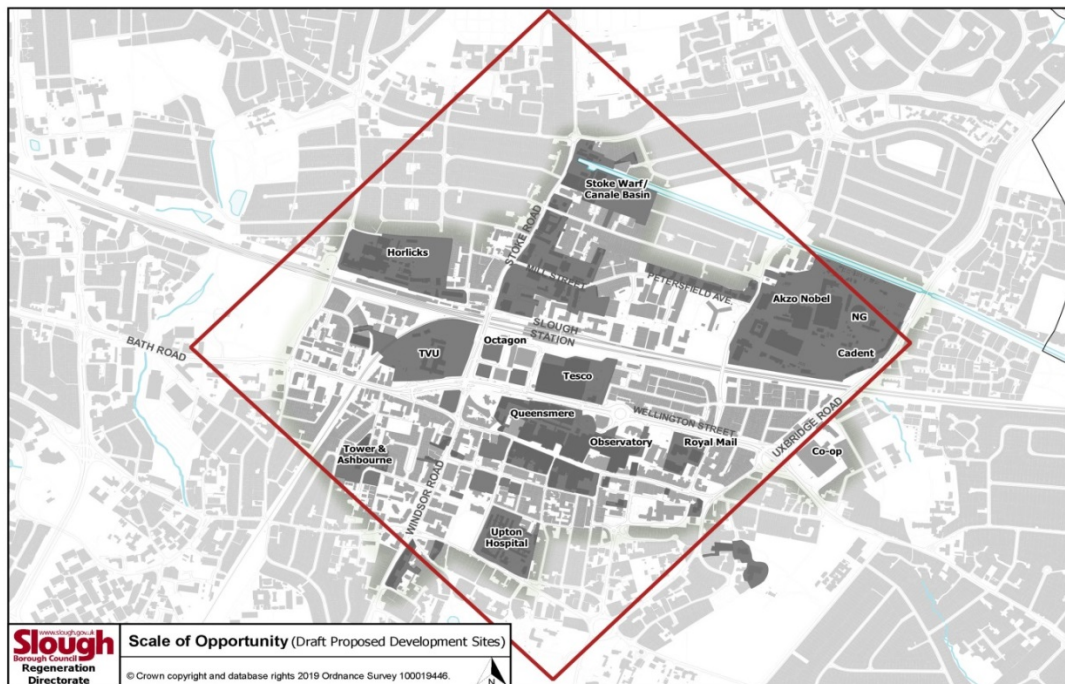 Stoke Warf/
Canale Basin
STOKE ROAD
Horlicks
MILL STREET
PETERSFIELD AVE.
Akzo Nobel
NG
SLOUGH
STATION
BATH ROAD
TVU
Octagon
Cadent
Tesco
Queensmere
WELLINGTON STREET
UXBRIDGE ROAD
Observatory
Royal Mail
Tower &
Ashbourne
Co-op
WINDSOR ROAD
Upton
Hospital
www.slough.gov.uk
Slough
Borough Council
Regeneration
Directorate
Scale of Opportunity (Draft Proposed Development Sites)
© Crown copyright and database rights 2019 Ordnance Survey 100019446.
N